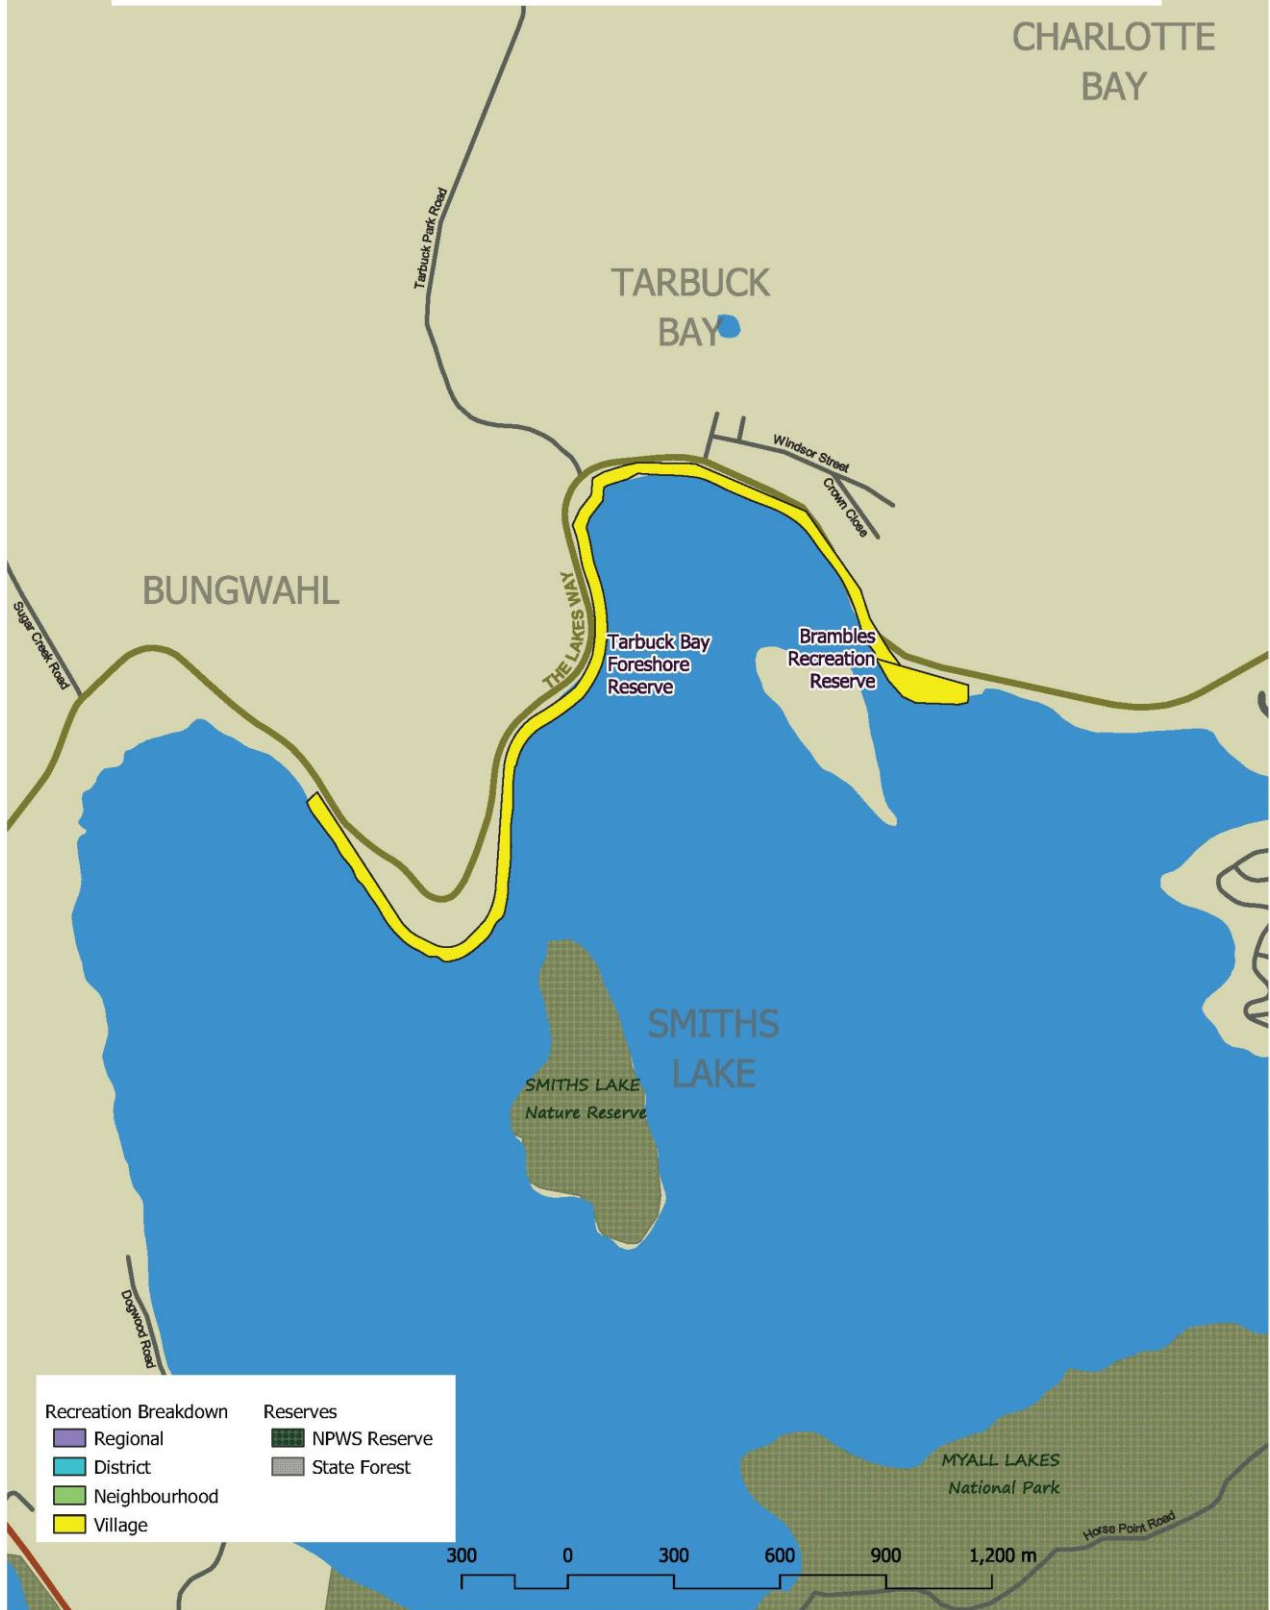 CHARLOTTE
BAY
Tarbuck Park Road
TARBUCK
BAY
Windsor Street
Crown Close
BUNGWAHL
THE LAKES WAY
Sugar Creek Road
Tarbuck Bay
Foreshore
Reserve
Brambles
Recreation
Reserve
SMITHS
LAKE
SMITHS LAKE
Nature Reserve
Dogwood Road
Recreation Breakdown
Regional
District
Neighbourhood
Village
Reserves
NPWS Reserve
State Forest
MYALL LAKES
National Park
Horse Point Road
300 0 300 600 900 1,200 m